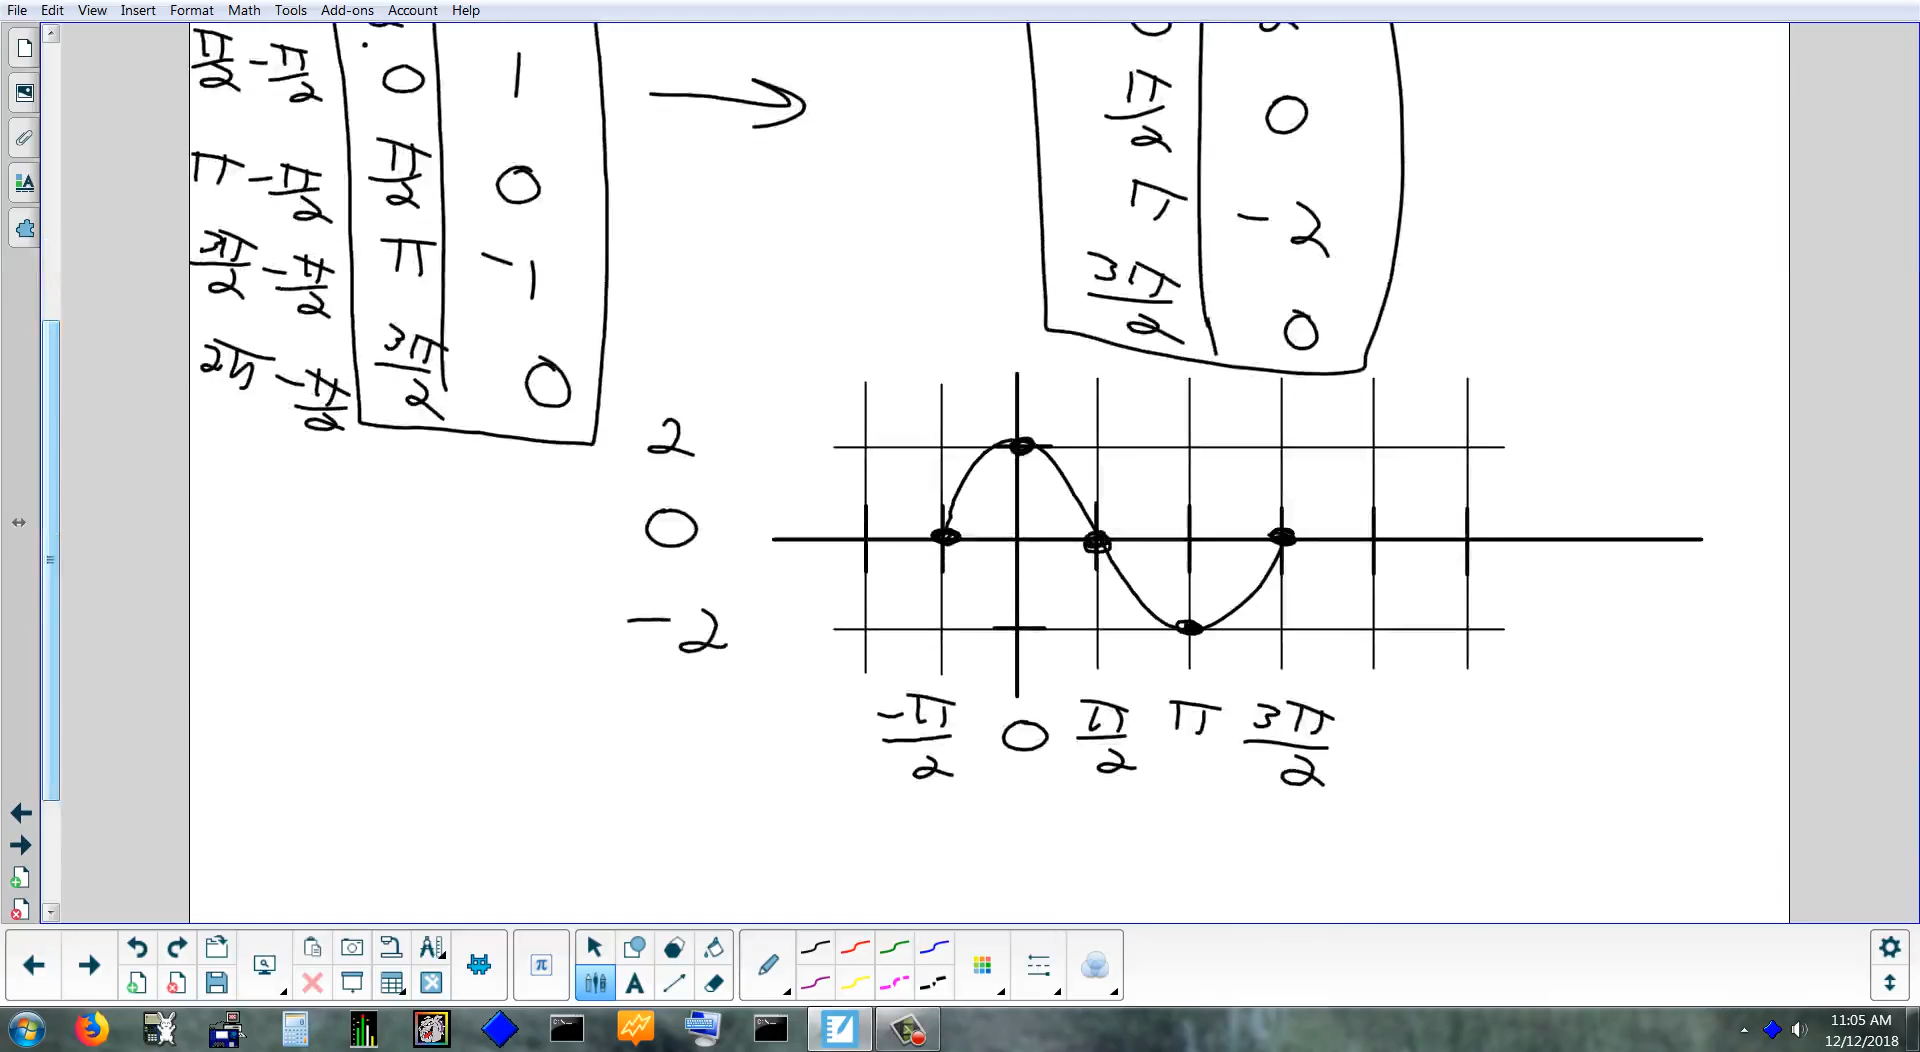 File Edit View Insert Format Math Tools Add-ons Account Help
π/2 - π/2 0 1
π - π/2 π/2 0
3π/2 - π/2 π -1
2π - π/2 3π/2 0
π/2 0
π -2
3π/2 0
2
0
-2
-π/2 0 π/2 π 3π/2
π
A
11:05 AM
12/12/2018